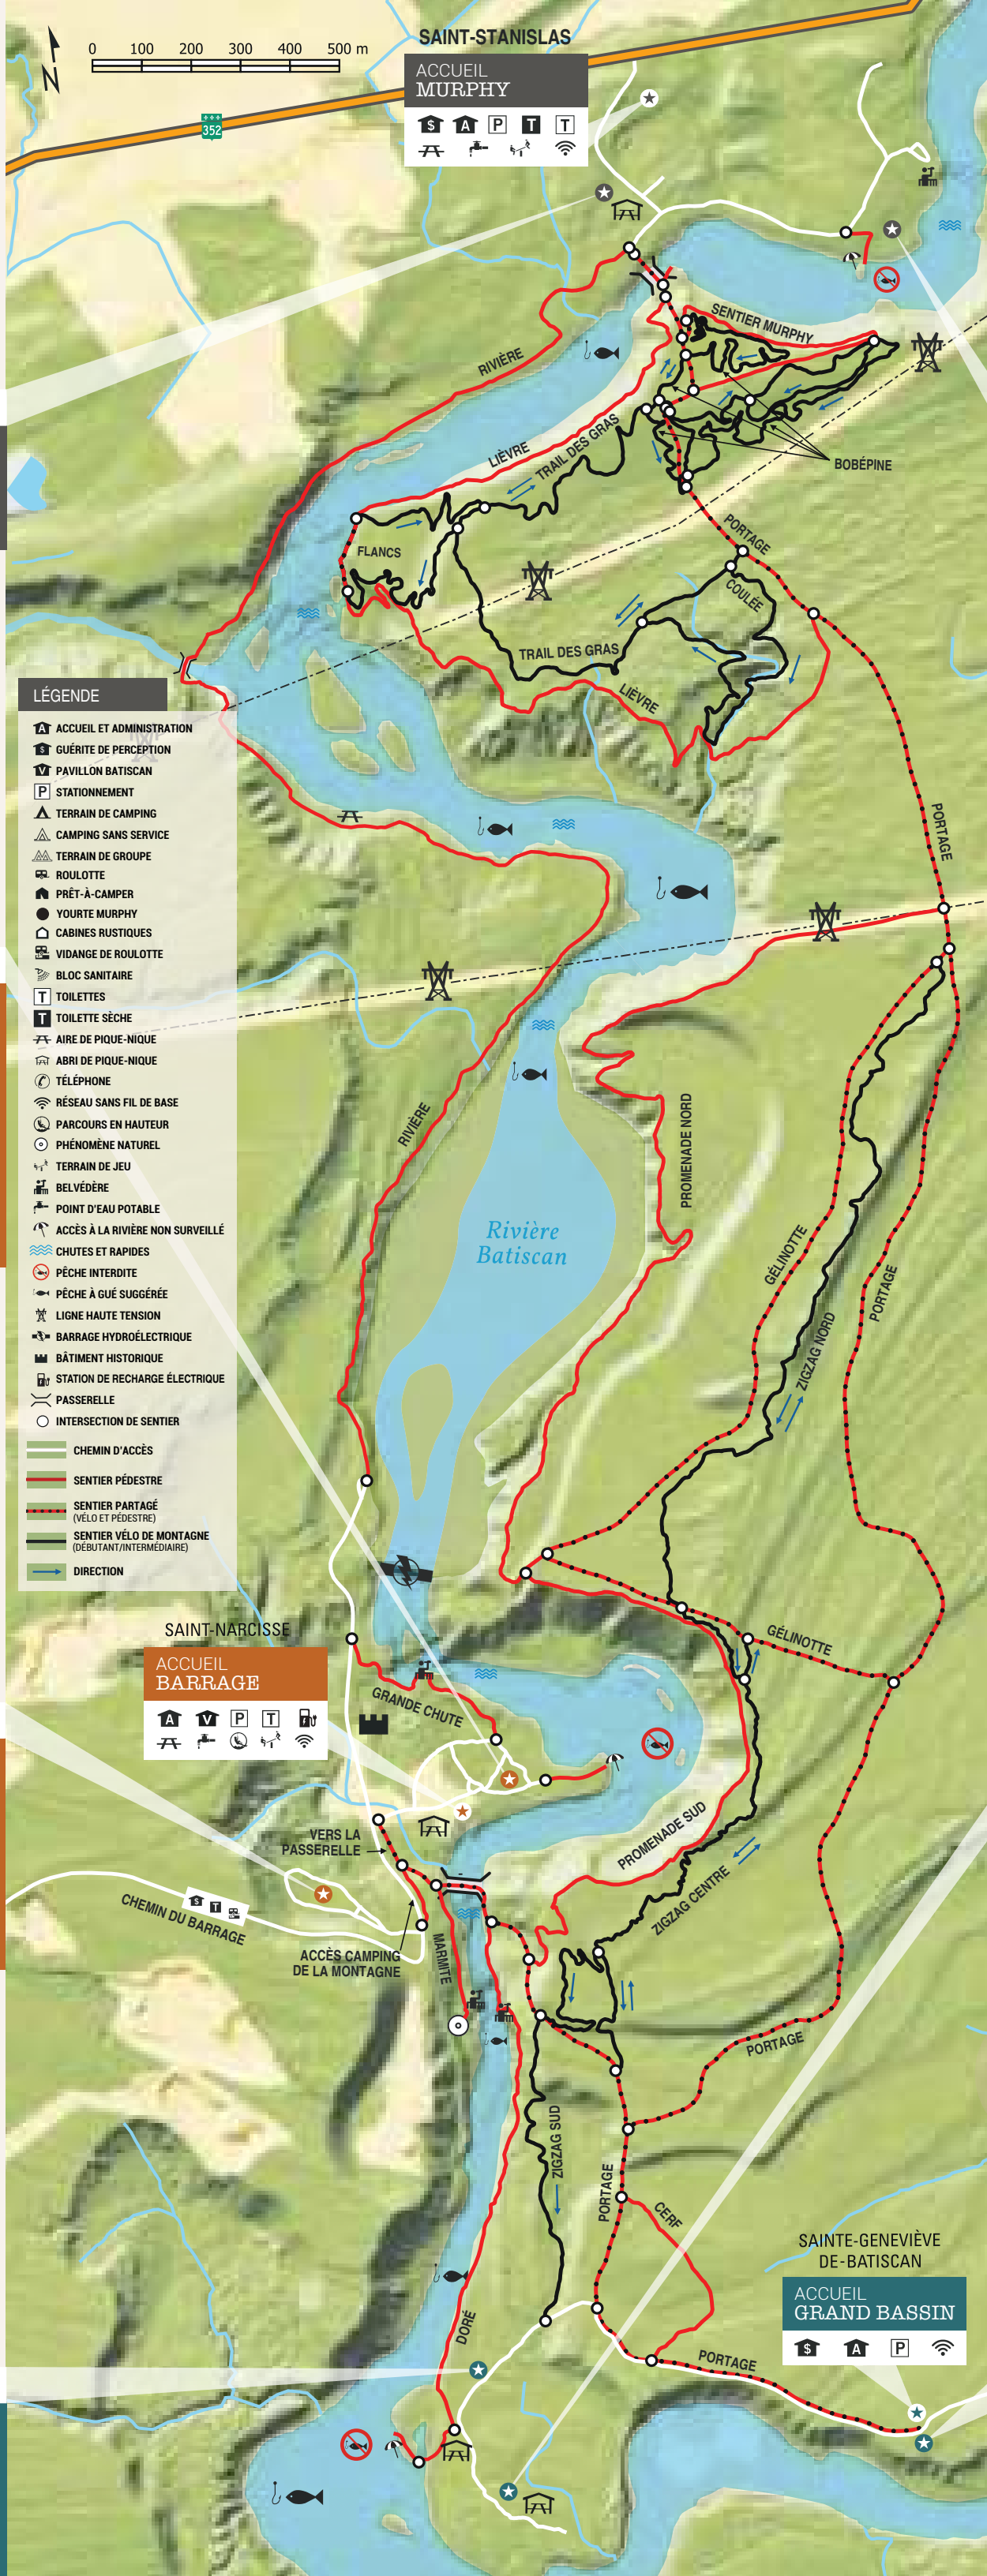 SAINT-STANISLAS
0 100 200 300 400 500 m
N
ACCUEIL
MURPHY
$ A P T T
352
SENTIER MURPHY
RIVIÈRE
LIÈVRE
TRAIL DES GRAS
BOBÉPINE
PORTAGE
FLANCS
COULÉE
TRAIL DES GRAS
LIÈVRE
LÉGENDE
A ACCUEIL ET ADMINISTRATION
$ GUÉRITE DE PERCEPTION
V PAVILLON BATISCAN
P STATIONNEMENT
TERRAIN DE CAMPING
CAMPING SANS SERVICE
TERRAIN DE GROUPE
ROULOTTE
PRÊT-À-CAMPER
YOURTE MURPHY
CABINES RUSTIQUES
VIDANGE DE ROULOTTE
BLOC SANITAIRE
T TOILETTES
T TOILETTE SÈCHE
AIRE DE PIQUE-NIQUE
ABRI DE PIQUE-NIQUE
TÉLÉPHONE
RÉSEAU SANS FIL DE BASE
PARCOURS EN HAUTEUR
PHÉNOMÈNE NATUREL
TERRAIN DE JEU
BELVÉDÈRE
POINT D'EAU POTABLE
ACCÈS À LA RIVIÈRE NON SURVEILLÉ
CHUTES ET RAPIDES
PÊCHE INTERDITE
PÊCHE À GUÉ SUGGÉRÉE
LIGNE HAUTE TENSION
BARRAGE HYDROÉLECTRIQUE
BÂTIMENT HISTORIQUE
STATION DE RECHARGE ÉLECTRIQUE
PASSERELLE
INTERSECTION DE SENTIER
CHEMIN D'ACCÈS
SENTIER PÉDESTRE
SENTIER PARTAGÉ
(VÉLO ET PÉDESTRE)
SENTIER VÉLO DE MONTAGNE
(DÉBUTANT/INTERMÉDIAIRE)
DIRECTION
PORTAGE
RIVIÈRE
PROMENADE NORD
Rivière
Batiscan
GÉLINOTTE
PORTAGE
ZIGZAG NORD
SAINT-NARCISSE
ACCUEIL
BARRAGE
A V P T
GÉLINOTTE
GRANDE CHUTE
VERS LA
PASSERELLE
PROMENADE SUD
ZIGZAG CENTRE
CHEMIN DU BARRAGE
$ T
ACCÈS CAMPING
DE LA MONTAGNE
MARMITE
PORTAGE
ZIGZAG SUD
PORTAGE
CERF
SAINTE-GENEVIÈVE
DE-BATISCAN
ACCUEIL
GRAND BASSIN
$ A P
DORÉ
PORTAGE